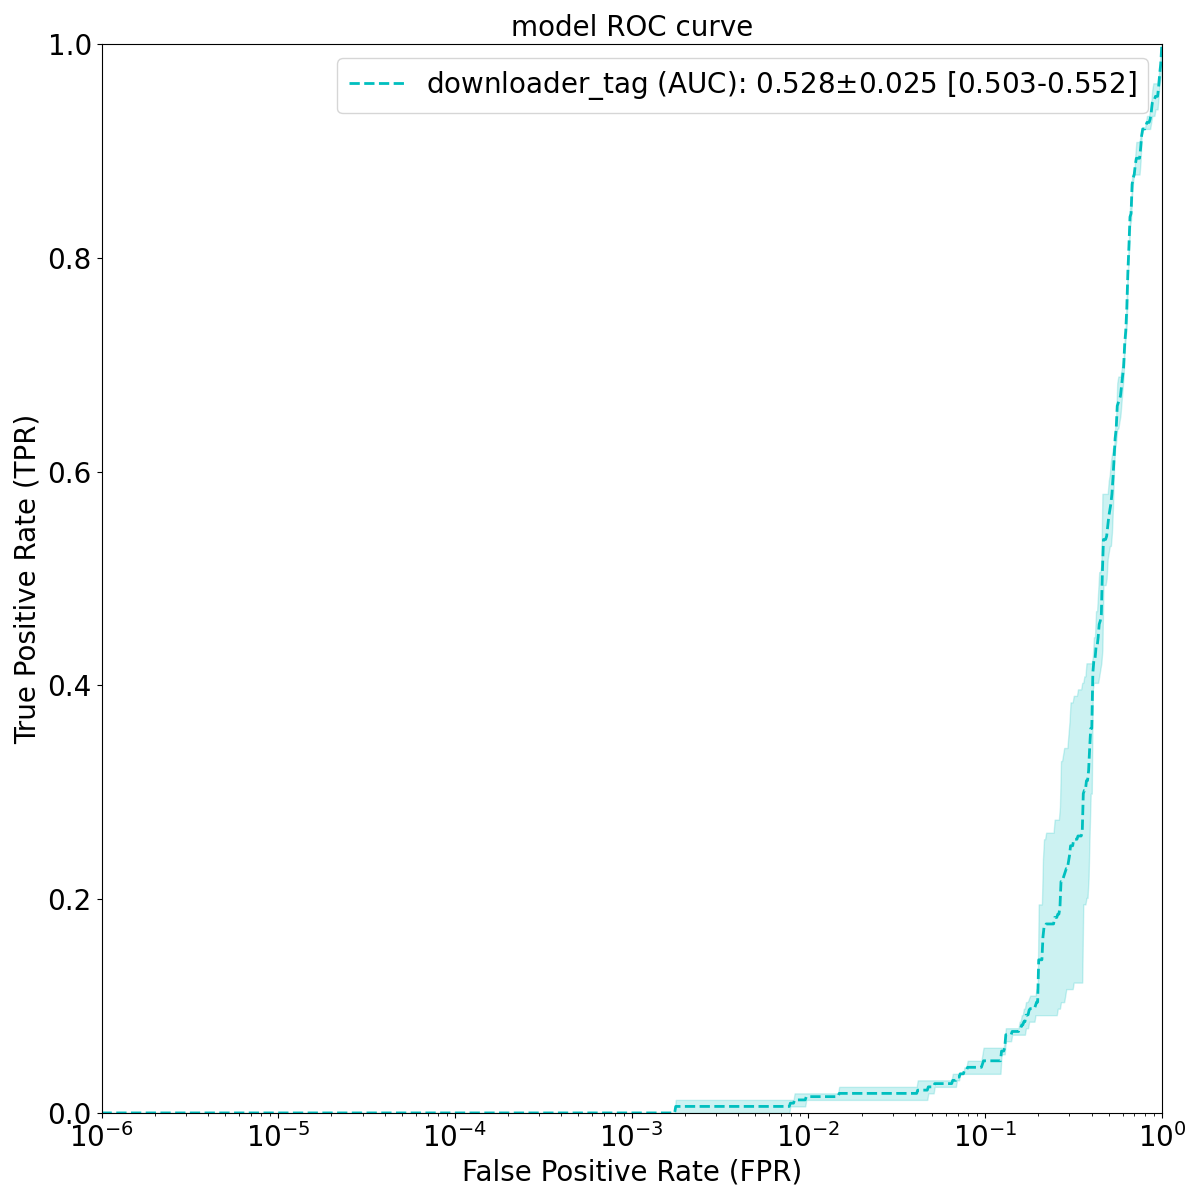 model ROC curve
downloader_tag (AUC): 0.528±0.025 [0.503-0.552]
True Positive Rate (TPR)
1.0
0.8
0.6
0.4
0.2
0.0
10⁻⁶ 10⁻⁵ 10⁻⁴ 10⁻³ 10⁻² 10⁻¹ 10⁰
False Positive Rate (FPR)